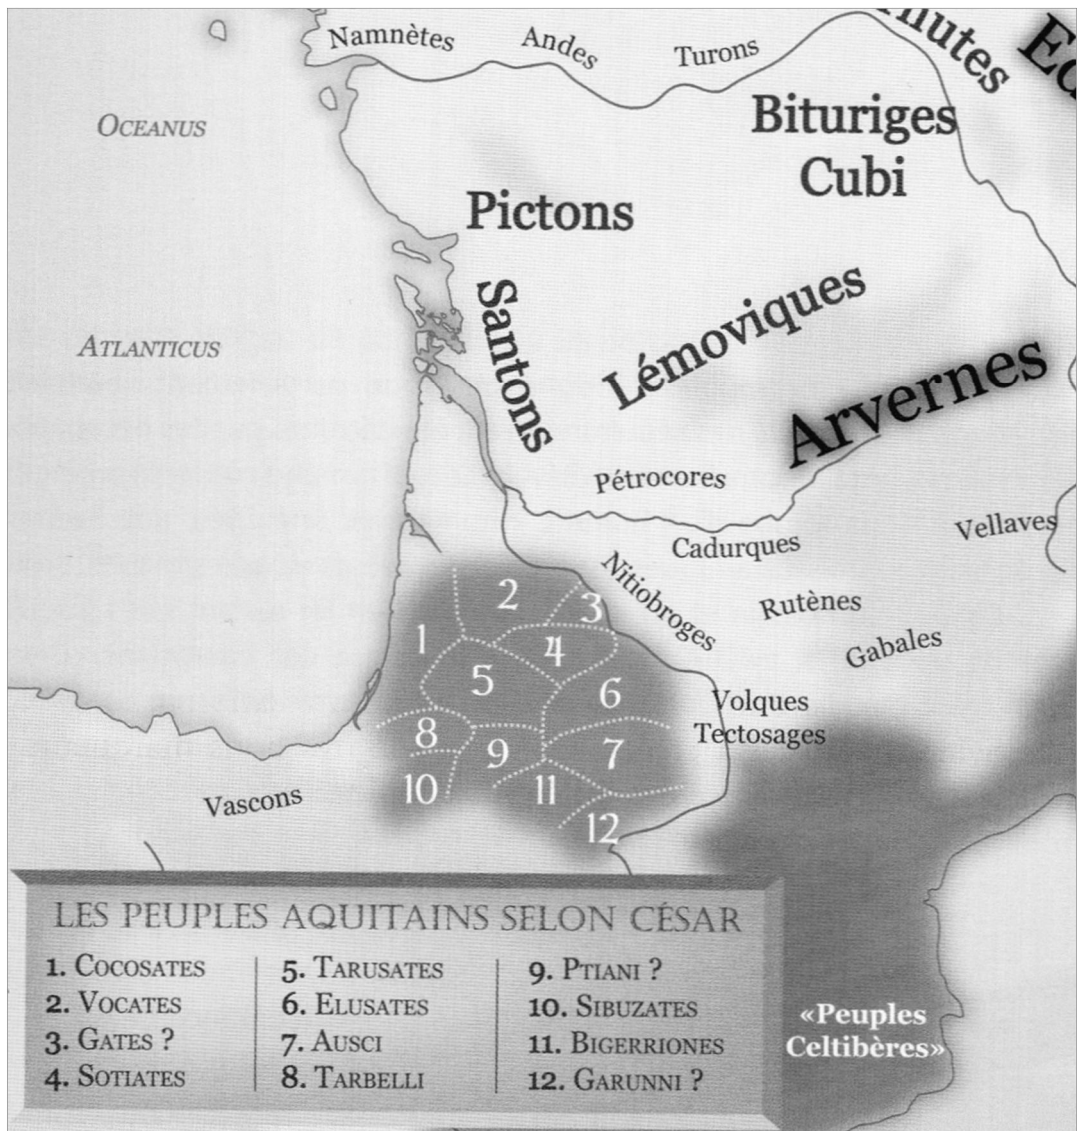 Namnètes
Andes
Turons
Bituriges
Cubi
OCEANUS
Pictons
Santons
Lémoviques
ATLANTICUS
Arvernes
Pétrocores
Vellaves
Cadurques
Nitiobroges
Rutènes
Gabales
1
2
3
4
5
6
7
8
9
10
11
12
Volques
Tectosages
Vascons
LES PEUPLES AQUITAINS SELON CÉSAR
1. COCOSATES
2. VOCATES
3. GATES ?
4. SOTIATES
5. TARUSATES
6. ELUSATES
7. AUSCI
8. TARBELLI
9. PTIANI ?
10. SIBUZATES
11. BIGERRIONES
12. GARUNNI ?
«Peuples
Celtibères»